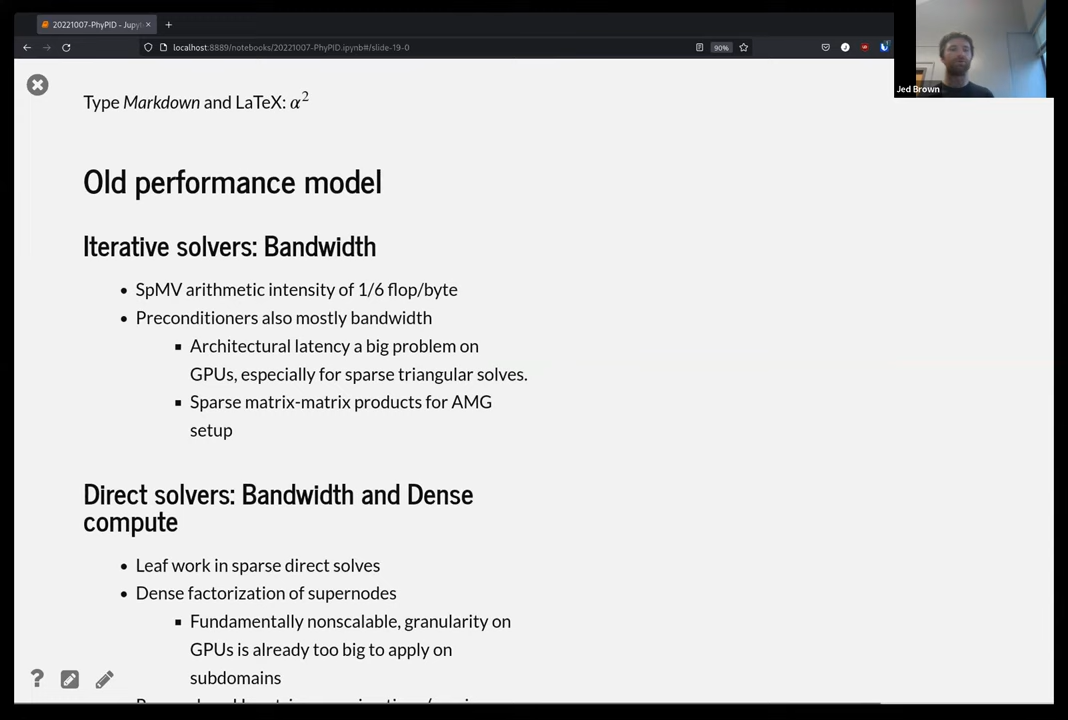 20221007-PhyPID - Jupyt
localhost:8889/notebooks/20221007-PhyPID.ipynb#/slide-19-0
90%
Jed Brown
Type Markdown and LaTeX: α²
Old performance model
Iterative solvers: Bandwidth
SpMV arithmetic intensity of 1/6 flop/byte
Preconditioners also mostly bandwidth
Architectural latency a big problem on
GPUs, especially for sparse triangular solves.
Sparse matrix-matrix products for AMG
setup
Direct solvers: Bandwidth and Dense
compute
Leaf work in sparse direct solves
Dense factorization of supernodes
Fundamentally nonscalable, granularity on
GPUs is already too big to apply on
subdomains
?